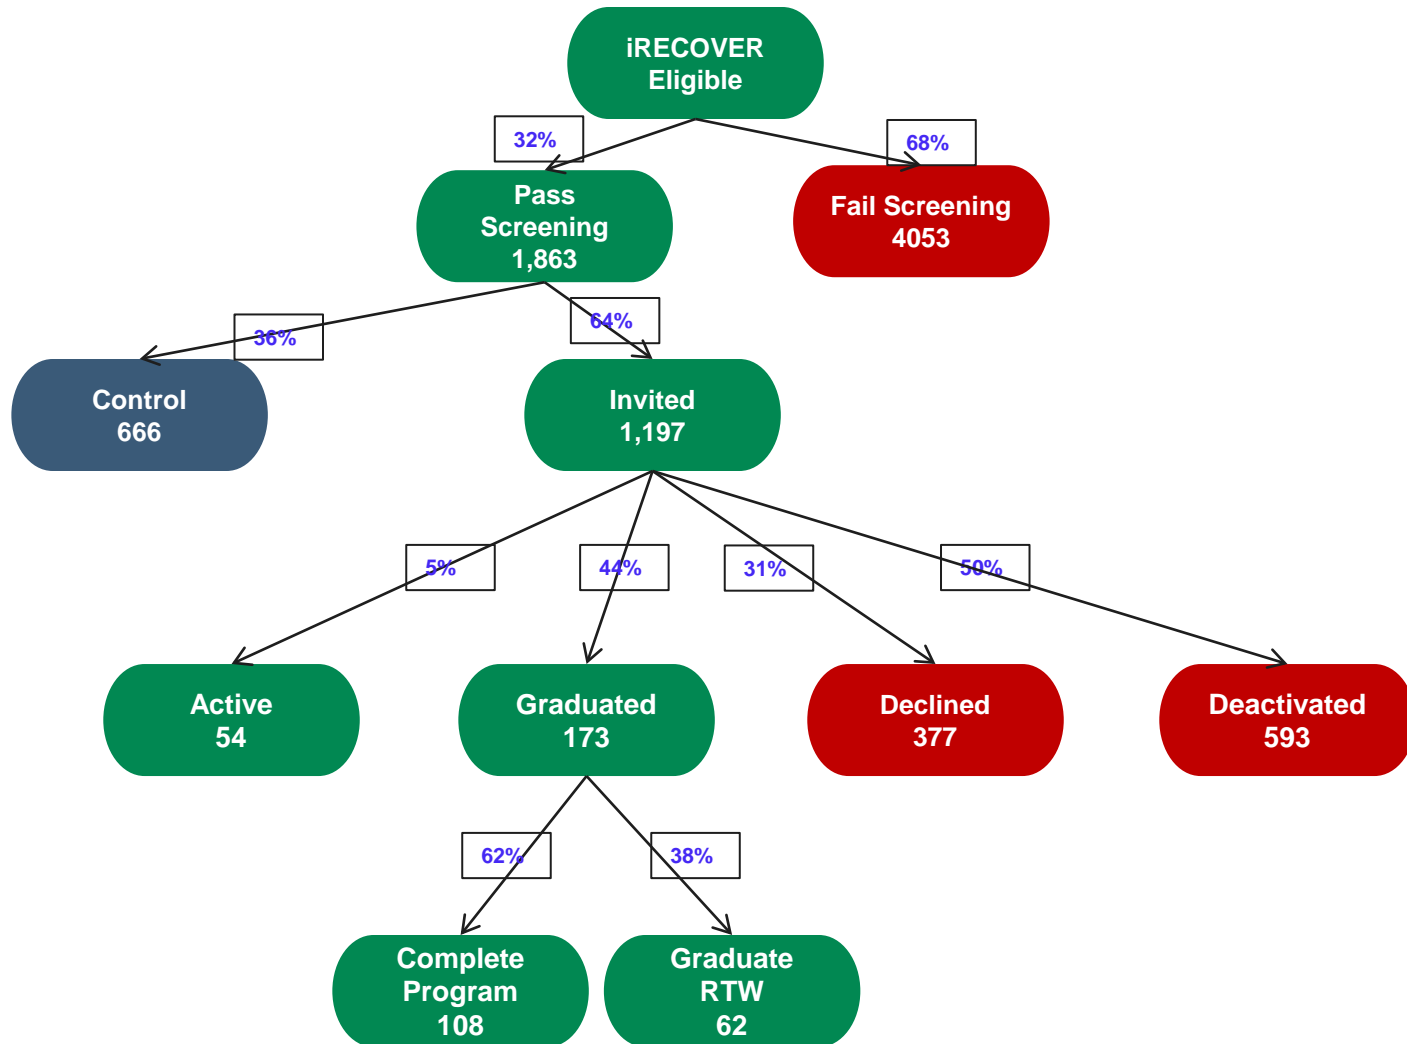 iRECOVER
Eligible
32%
68%
Pass
Screening
1,863
Fail Screening
4053
36%
64%
Control
666
Invited
1,197
5%
44%
31%
50%
Active
54
Graduated
173
Declined
377
Deactivated
593
62%
38%
Complete
Program
108
Graduate
RTW
62